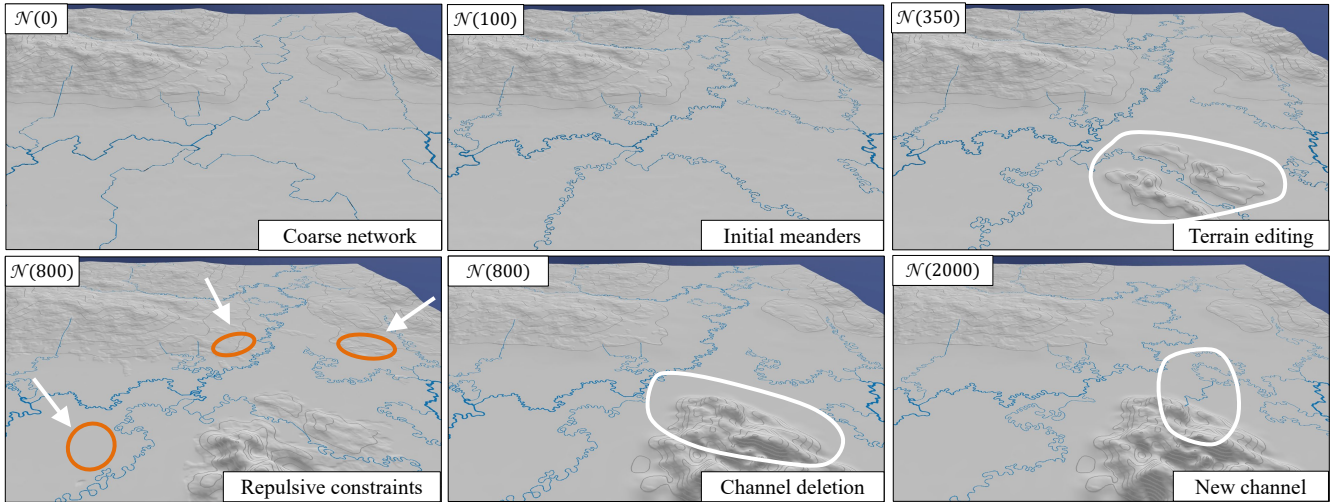 𝒩(0)
Coarse network
𝒩(100)
Initial meanders
𝒩(350)
Terrain editing
𝒩(800)
Repulsive constraints
𝒩(800)
Channel deletion
𝒩(2000)
New channel